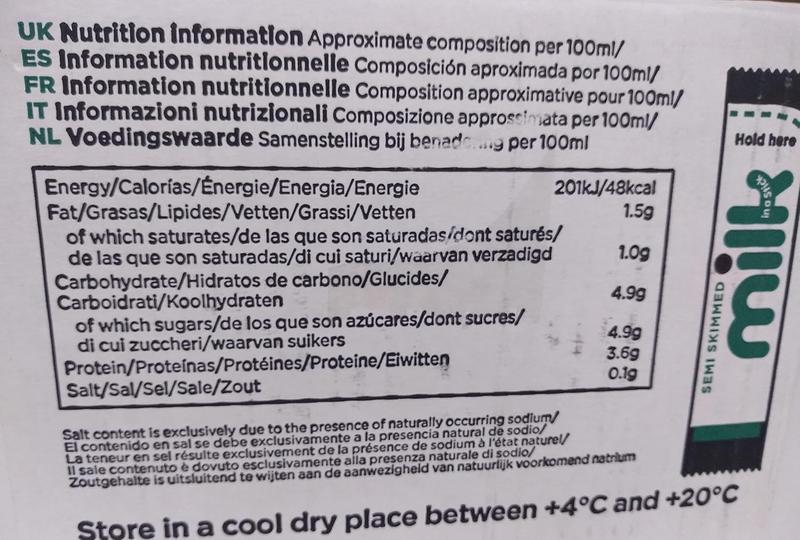 UK Nutrition information Approximate composition per 100ml/
ES Information nutritionnelle Composición aproximada por 100ml/
FR Information nutritionnelle Composition approximative pour 100ml/
IT Informazioni nutrizionali Composizione approssimata per 100ml/
NL Voedingswaarde Samenstelling bij per 100ml
Energy/Calorías/Énergie/Energia/Energie 201kJ/48kcal
Fat/Grasas/Lipides/Vetten/Grassi/Vetten 1.5g
of which saturates/de las que son saturadas/dont saturés/
de las que son saturadas/di cui saturi/waarvan verzadigd 1.0g
Carbohydrate/Hidratos de carbono/Glucides/
Carboidrati/Koolhydraten 4.9g
of which sugars/de los que son azúcares/dont sucres/
di cui zuccheri/waarvan suikers 4.9g
Protein/Proteínas/Protéines/Proteine/Eiwitten 3.6g
Salt/Sal/Sel/Sale/Zout 0.1g
Salt content is exclusively due to the presence of naturally occurring sodium/
El contenido en sal se debe exclusivamente a la presencia natural de sodio/
La teneur en sel résulte exclusivement de la présence de sodium à l'état naturel/
Il sale contenuto è dovuto esclusivamente alla presenza naturale di sodio/
Zoutgehalte is uitsluitend te wijten aan de aanwezigheid van natuurlijk voorkomend natrium
Store in a cool dry place between +4°C and +20°C
Hold here
milk
in a stick
SEMI SKIMMED